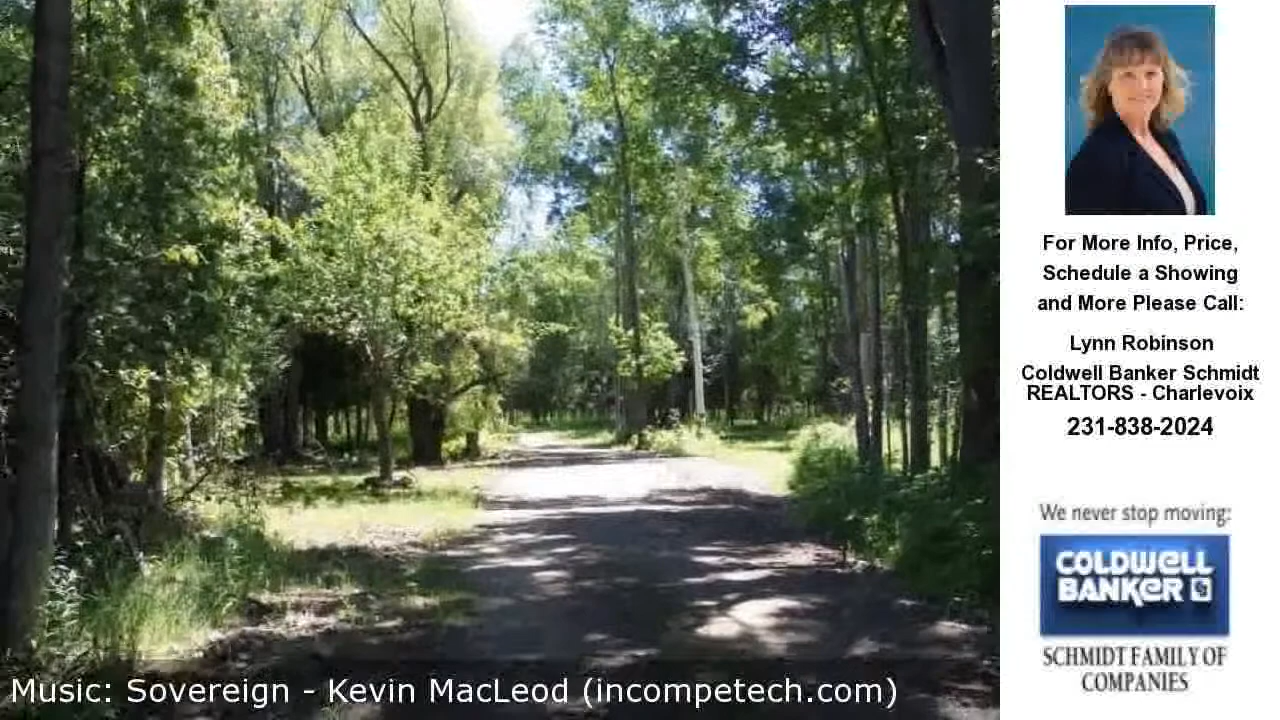 For More Info, Price,
Schedule a Showing
and More Please Call:
Lynn Robinson
Coldwell Banker Schmidt
REALTORS - Charlevoix
231-838-2024
We never stop moving:
COLDWELL
BANKER
SCHMIDT FAMILY OF
COMPANIES
Music: Sovereign - Kevin MacLeod (incompetech.com)